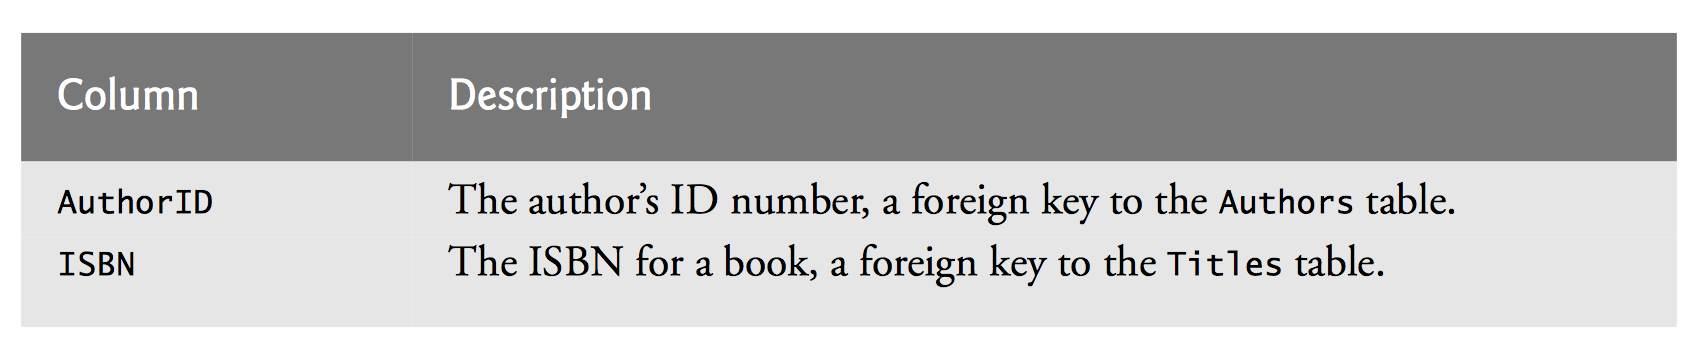 Column Description
AuthorID The author’s ID number, a foreign key to the Authors table.
ISBN The ISBN for a book, a foreign key to the Titles table.